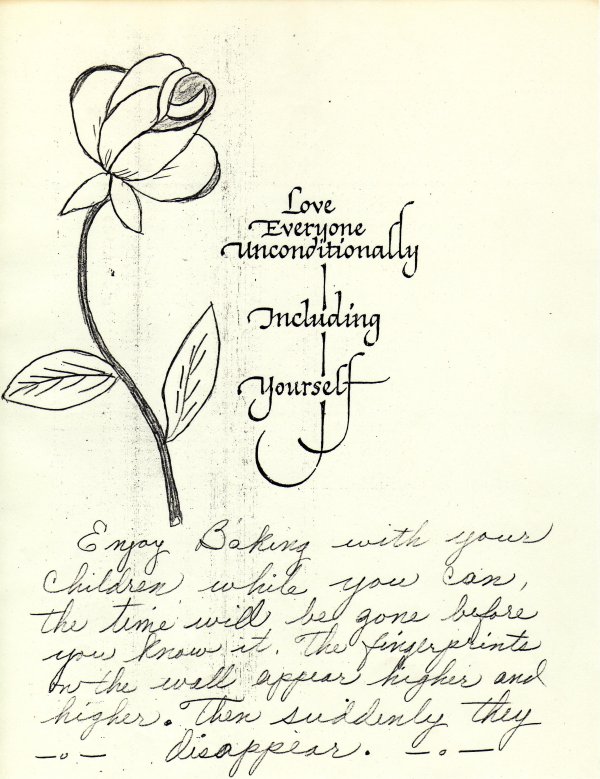 Love
Everyone
Unconditionally
Including
Yourself
Enjoy Baking with your
children while you can,
the time will be gone before
you know it. The fingerprints
on the wall appear higher and
higher. Then suddenly they
—o— disappear. —o—